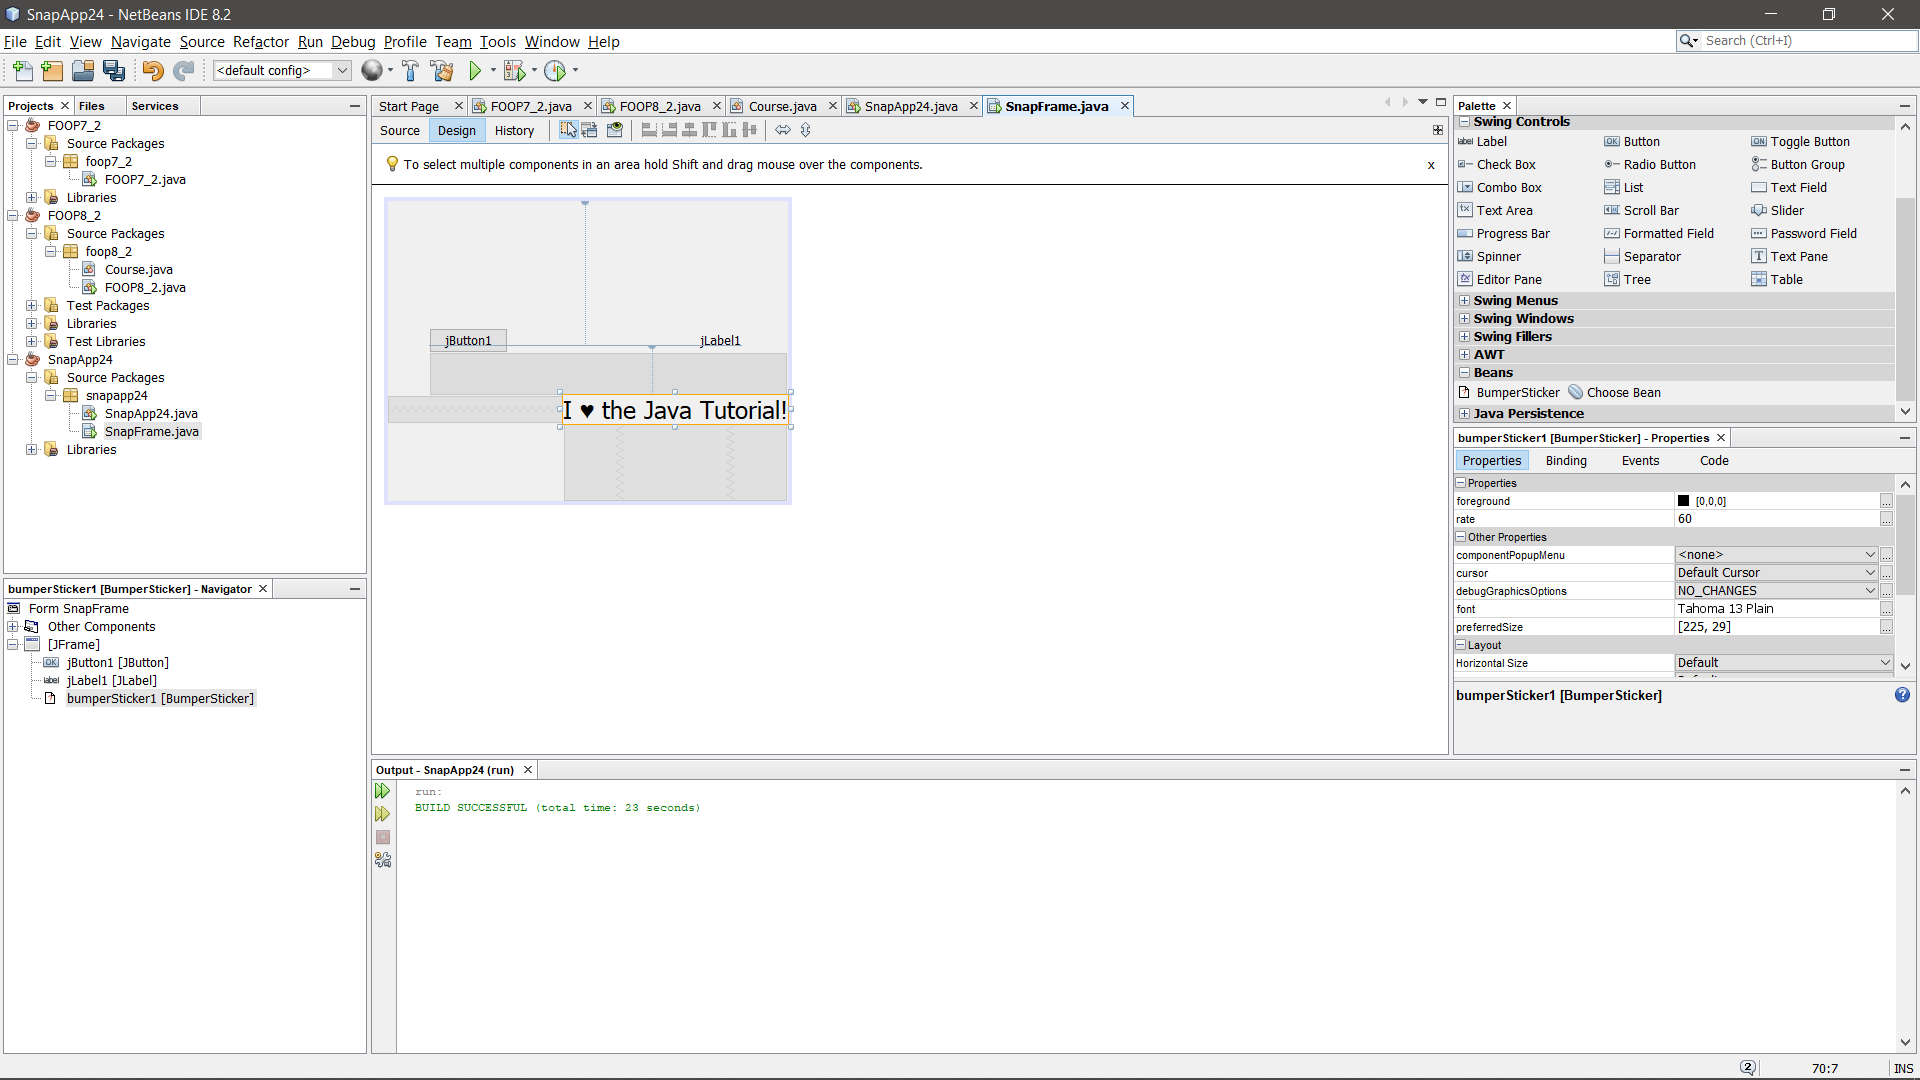 SnapApp24 - NetBeans IDE 8.2
File Edit View Navigate Source Refactor Run Debug Profile Team Tools Window Help
Search (Ctrl+I)
<default config>
Projects Files Services
FOOP7_2
Source Packages
foop7_2
FOOP7_2.java
Libraries
FOOP8_2
Source Packages
foop8_2
Course.java
FOOP8_2.java
Test Packages
Libraries
Test Libraries
SnapApp24
Source Packages
snapapp24
SnapApp24.java
SnapFrame.java
Libraries
bumperSticker1 [BumperSticker] - Navigator
Form SnapFrame
Other Components
[JFrame]
jButton1 [JButton]
jLabel1 [JLabel]
bumperSticker1 [BumperSticker]
Start Page FOOP7_2.java FOOP8_2.java Course.java SnapApp24.java SnapFrame.java
Source Design History
To select multiple components in an area hold Shift and drag mouse over the components.
x
jButton1 jLabel1
I ♥ the Java Tutorial!
Output - SnapApp24 (run)
run:
BUILD SUCCESSFUL (total time: 23 seconds)
Palette
Swing Controls
Label Button Toggle Button
Check Box Radio Button Button Group
Combo Box List Text Field
Text Area Scroll Bar Slider
Progress Bar Formatted Field Password Field
Spinner Separator Text Pane
Editor Pane Tree Table
Swing Menus
Swing Windows
Swing Fillers
AWT
Beans
BumperSticker Choose Bean
Java Persistence
bumperSticker1 [BumperSticker] - Properties
Properties Binding Events Code
Properties
foreground [0,0,0]
rate 60
Other Properties
componentPopupMenu <none>
cursor Default Cursor
debugGraphicsOptions NO_CHANGES
font Tahoma 13 Plain
preferredSize [225, 29]
Layout
Horizontal Size Default
bumperSticker1 [BumperSticker]
2 70:7 INS